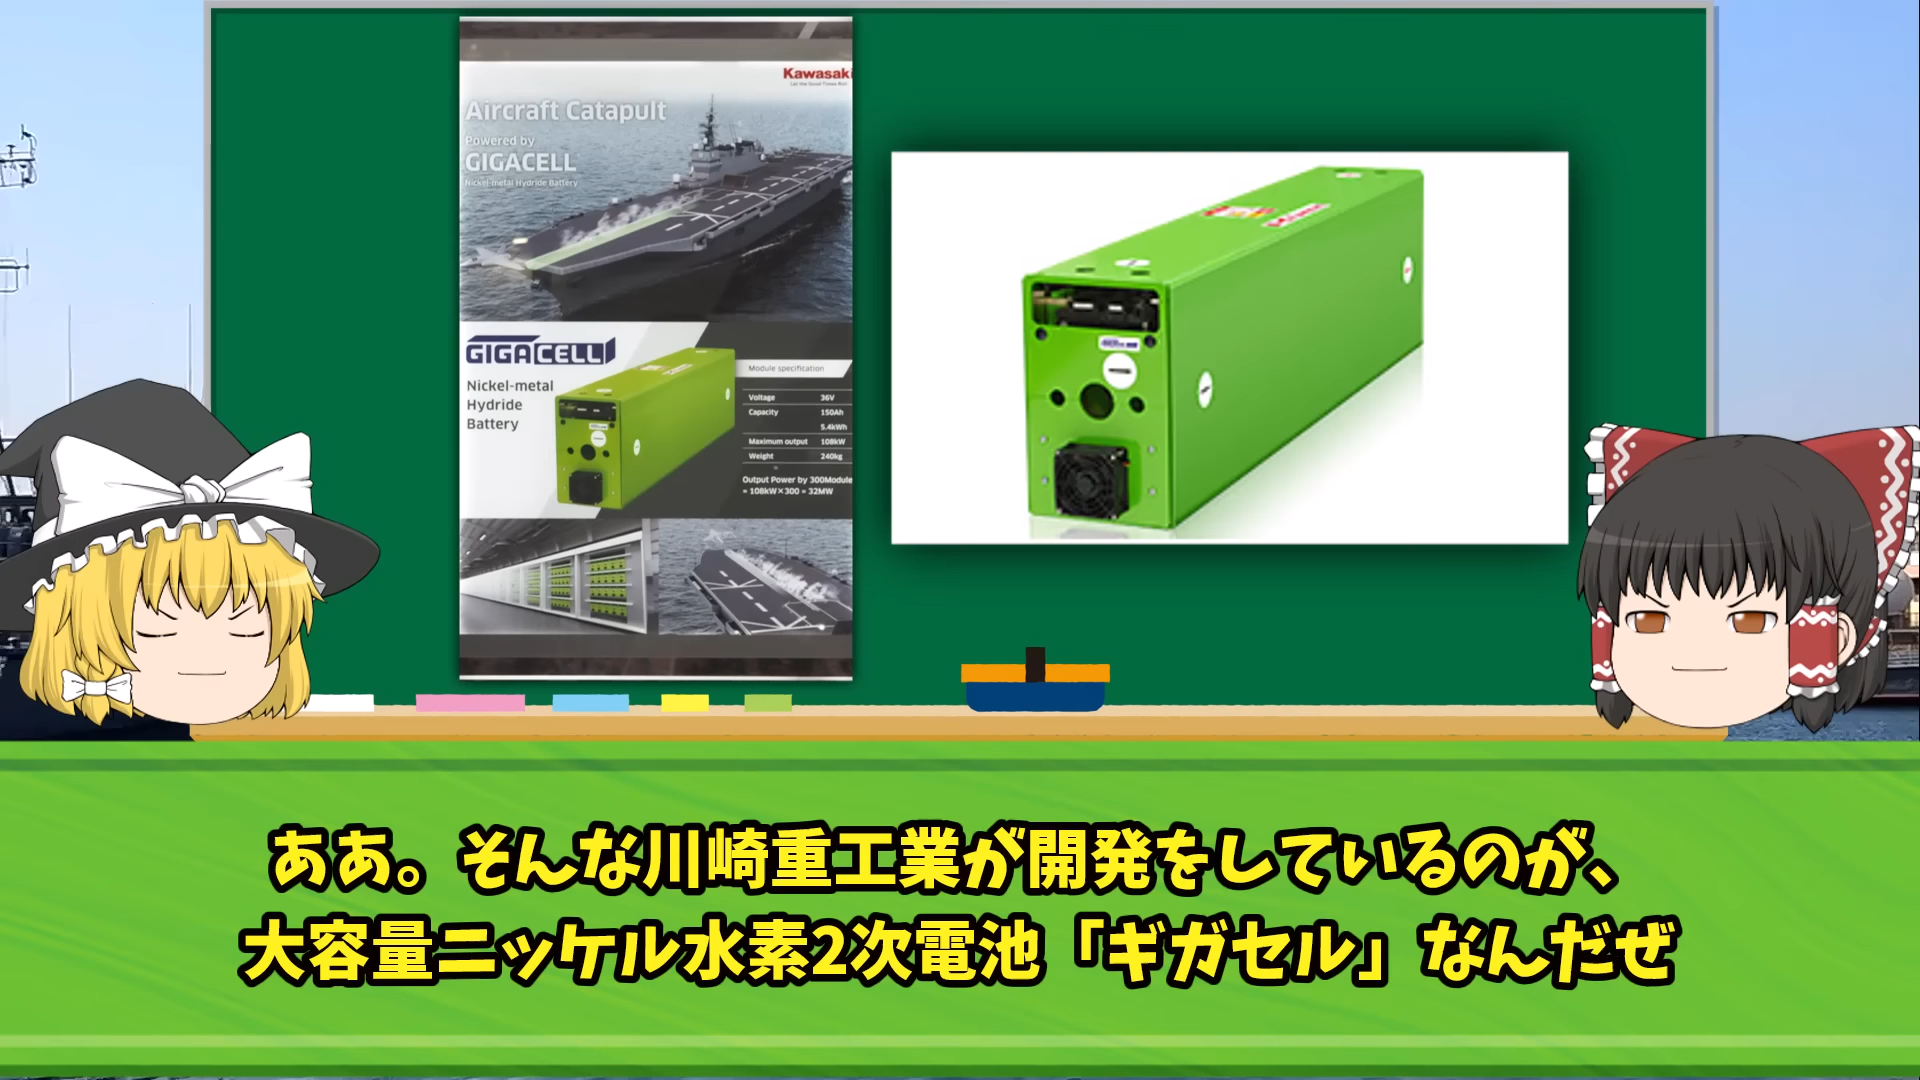 Kawasaki
Aircraft Catapult
Powered by
GIGACELL
Nickel-metal Hydride Battery
GIGACELL
Nickel-metal
Hydride
Battery
Module specification
Voltage 36V
Capacity 150Ah
5.4kWh
Maximum output 108kW
Weight 240kg
Output Power by 300Module
= 108kW×300 = 32MW
ああ。そんな川崎重工業が開発をしているのが、
大容量ニッケル水素2次電池「ギガセル」なんだぜ